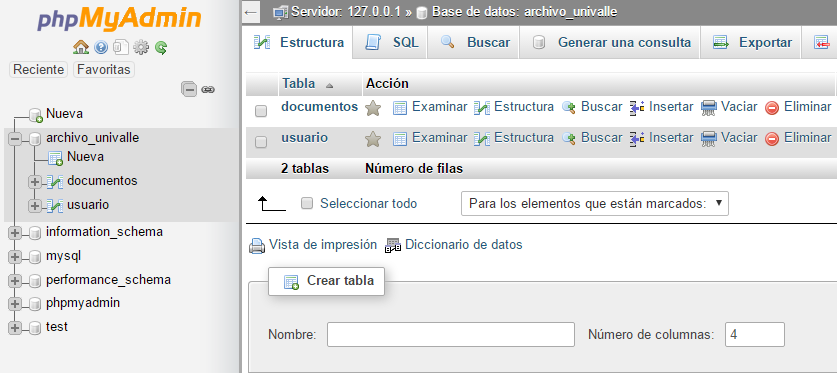 phpMyAdmin
Reciente Favoritas
Nueva
archivo_univalle
Nueva
documentos
usuario
information_schema
mysql
performance_schema
phpmyadmin
test
Servidor: 127.0.0.1 » Base de datos: archivo_univalle
Estructura SQL Buscar Generar una consulta Exportar
Tabla Acción
documentos Examinar Estructura Buscar Insertar Vaciar Eliminar
usuario Examinar Estructura Buscar Insertar Vaciar Eliminar
2 tablas Número de filas
Seleccionar todo Para los elementos que están marcados:
Vista de impresión Diccionario de datos
Crear tabla
Nombre: Número de columnas: 4